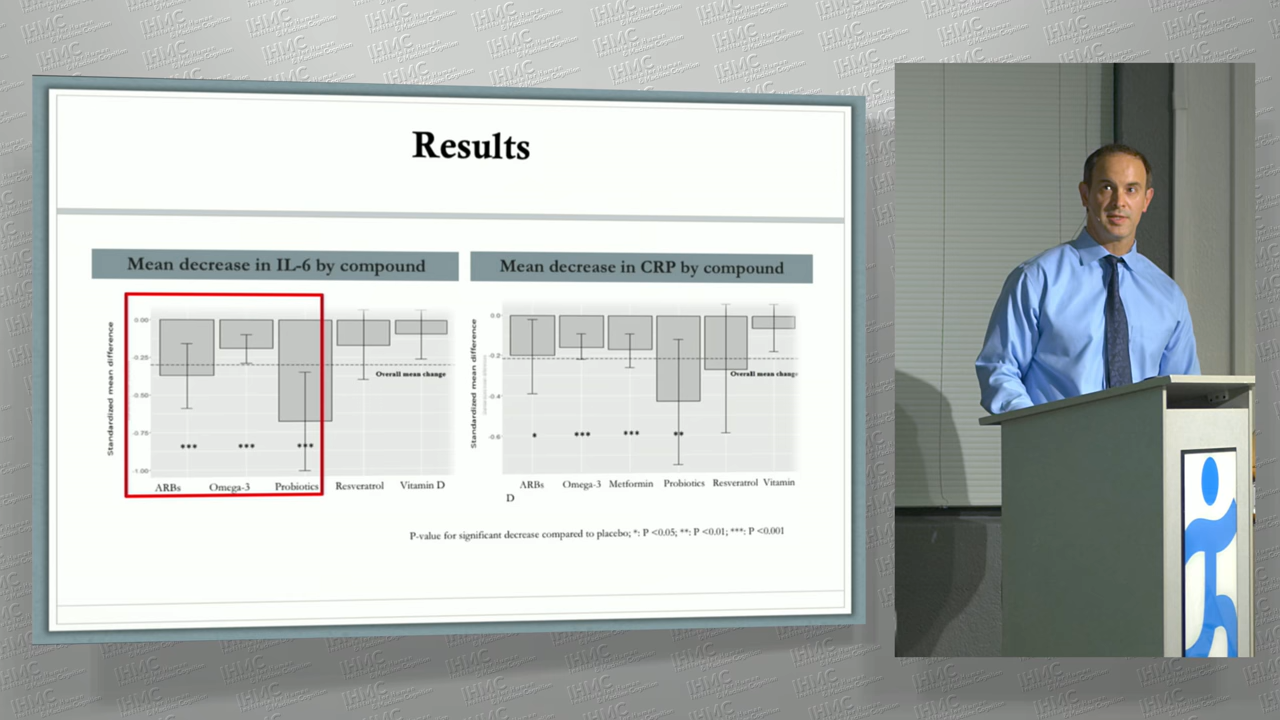 Results
Mean decrease in IL-6 by compound
Standardized mean difference
0.00
-0.25
-0.50
-0.75
-1.00
Overall mean change
***
***
***
ARBs
Omega-3
Probiotics
Resveratrol
Vitamin D
Mean decrease in CRP by compound
Standardized mean difference
0.0
-0.2
-0.4
-0.6
Overall mean change
*
***
***
**
ARBs
Omega-3
Metformin
Probiotics
Resveratrol
Vitamin
D
P-value for significant decrease compared to placebo; *: P <0.05; **: P <0.01; ***: P <0.001
IHMC